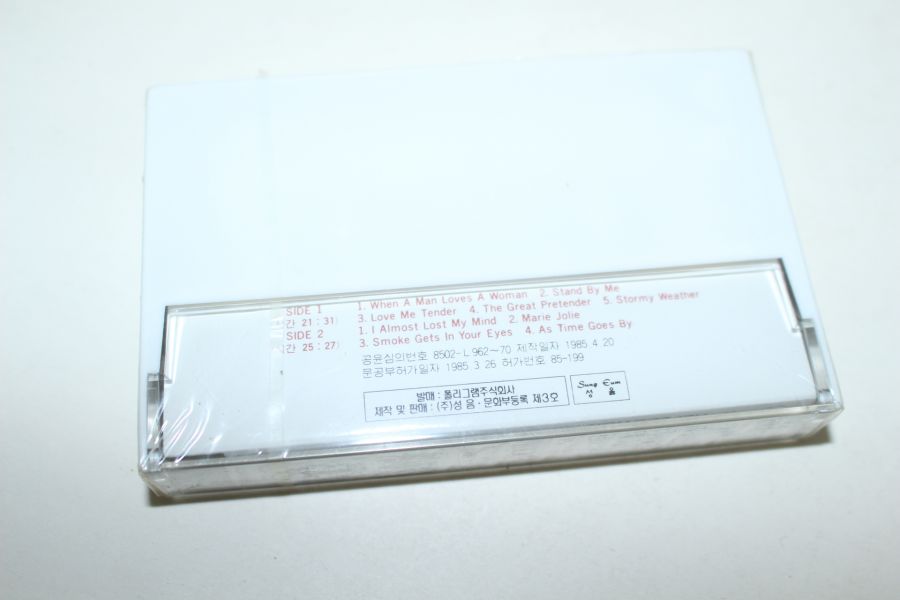 SIDE 1 1. When A Man Loves A Woman 2. Stand By Me
간 21 : 31) 3. Love Me Tender 4. The Great Pretender 5. Stormy Weather
SIDE 2 1. I Almost Lost My Mind 2. Marie Jolie
간 25 : 27) 3. Smoke Gets In Your Eyes 4. As Time Goes By
공윤심의번호 8502-L962~70 제작일자 1985.4.20
문공부허가일자 1985.3 26 허가번호 85-199
발매 : 폴리그램주식회사
제작 및 판매 : (주)성 음 · 문화부등록 제3호
Sung Eum
성 음